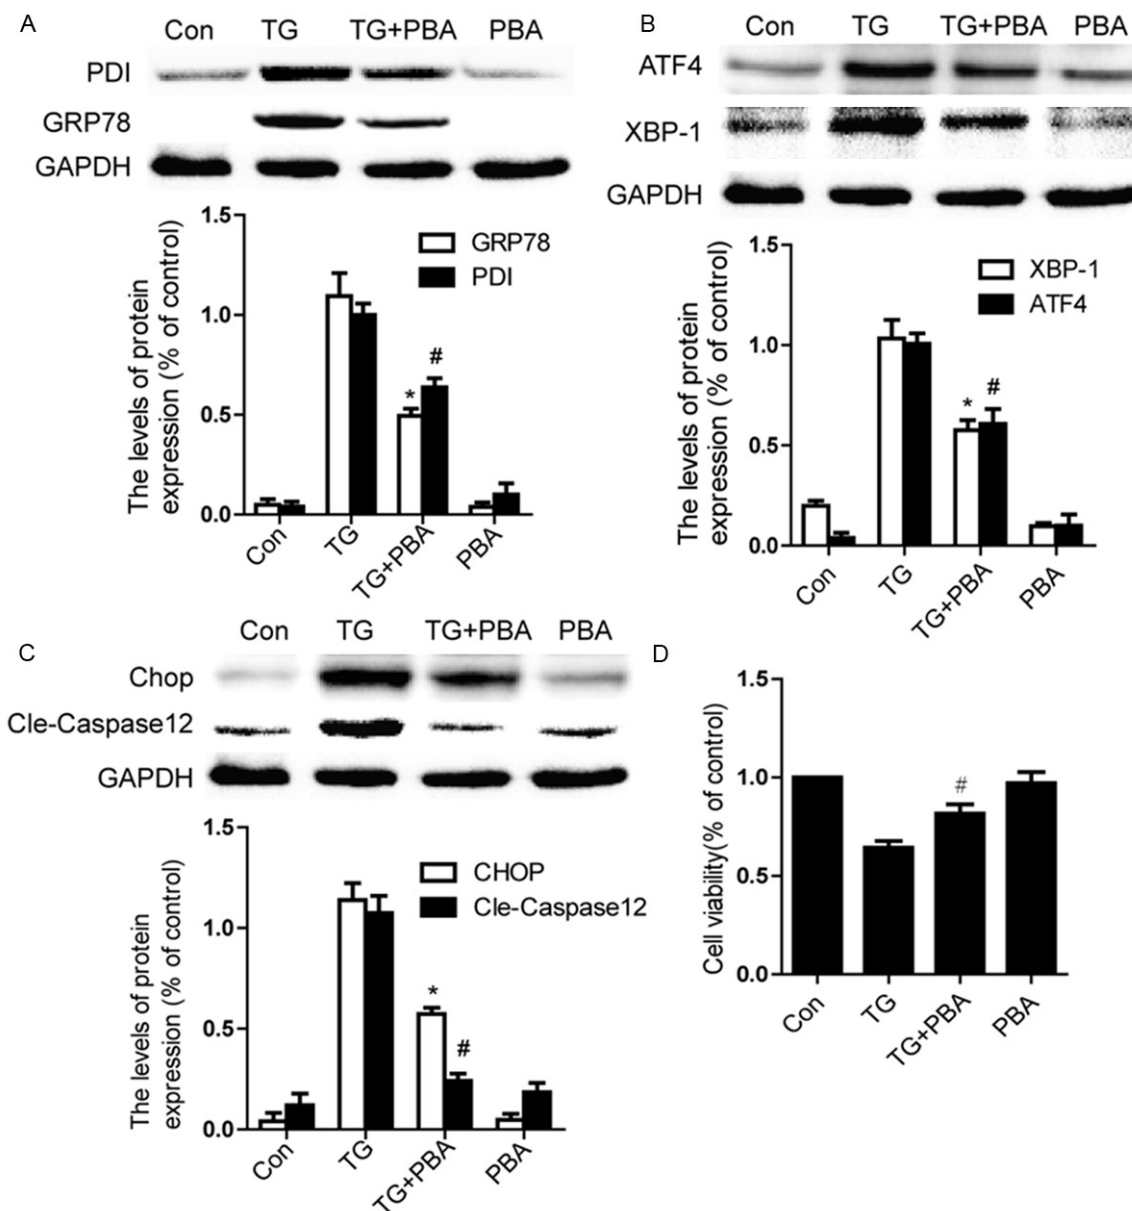 A
Con TG TG+PBA PBA
PDI
GRP78
GAPDH
The levels of protein
expression (% of control)
1.5
1.0
0.5
0.0
GRP78
PDI
#
*
Con TG TG+PBA PBA
B
Con TG TG+PBA PBA
ATF4
XBP-1
GAPDH
The levels of protein
expression (% of control)
1.5
1.0
0.5
0.0
XBP-1
ATF4
* #
Con TG TG+PBA PBA
C
Con TG TG+PBA PBA
Chop
Cle-Caspase12
GAPDH
The levels of protein
expression (% of control)
1.5
1.0
0.5
0.0
CHOP
Cle-Caspase12
*
#
Con TG TG+PBA PBA
D
Cell viability(% of control)
1.5
1.0
0.5
0.0
#
Con TG TG+PBA PBA